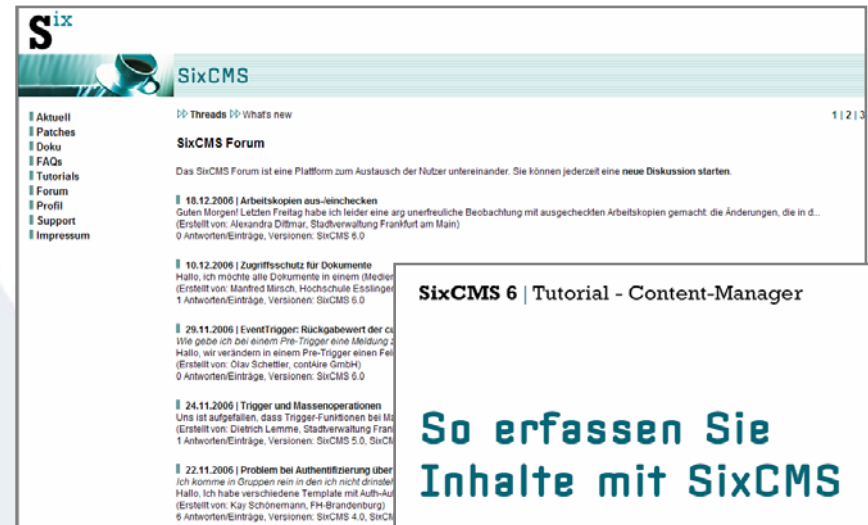 Six
SixCMS
Aktuell
Patches
Doku
FAQs
Tutorials
Forum
Profil
Support
Impressum
Threads What's new
1 | 2 | 3
SixCMS Forum
Das SixCMS Forum ist eine Plattform zum Austausch der Nutzer untereinander. Sie können jederzeit eine neue Diskussion starten.
18.12.2006 | Arbeitskopien aus-/einchecken
Guten Morgen! Letzten Freitag habe ich leider eine arg unerfreuliche Beobachtung mit ausgecheckten Arbeitskopien gemacht: die Änderungen, die in d...
(Erstellt von: Alexandra Dittmar, Stadtverwaltung Frankfurt am Main)
0 Antworten/Einträge, Versionen: SixCMS 6.0
10.12.2006 | Zugriffsschutz für Dokumente
Hallo, ich möchte alle Dokumente in einem (Medien
(Erstellt von: Manfred Mirsch, Hochschule Esslingen
1 Antworten/Einträge, Versionen: SixCMS 6.0
29.11.2006 | EventTrigger: Rückgabewert der
Wie gebe ich bei einem Pre-Trigger eine Meldung
Hallo, wir verändern in einem Pre-Trigger einen
(Erstellt von: Olav Schettler, contAire GmbH)
0 Antworten/Einträge, Versionen: SixCMS 6.0
24.11.2006 | Trigger und Massenoperationen
Uns ist aufgefallen, dass Trigger-Funktionen bei
(Erstellt von: Dietrich Lemme, Stadtverwaltung
1 Antworten/Einträge, Versionen: SixCMS 5.0,
22.11.2006 | Problem bei Authentifizierung über
Ich komme in Gruppen rein in den ich nicht
Hallo, Ich habe verschiedene Template mit
(Erstellt von: Kay Schönemann, FH-Brandenburg)
6 Antworten/Einträge, Versionen: SixCMS 4.0,
SixCMS 6 | Tutorial - Content-Manager
So erfassen Sie
Inhalte mit SixCMS